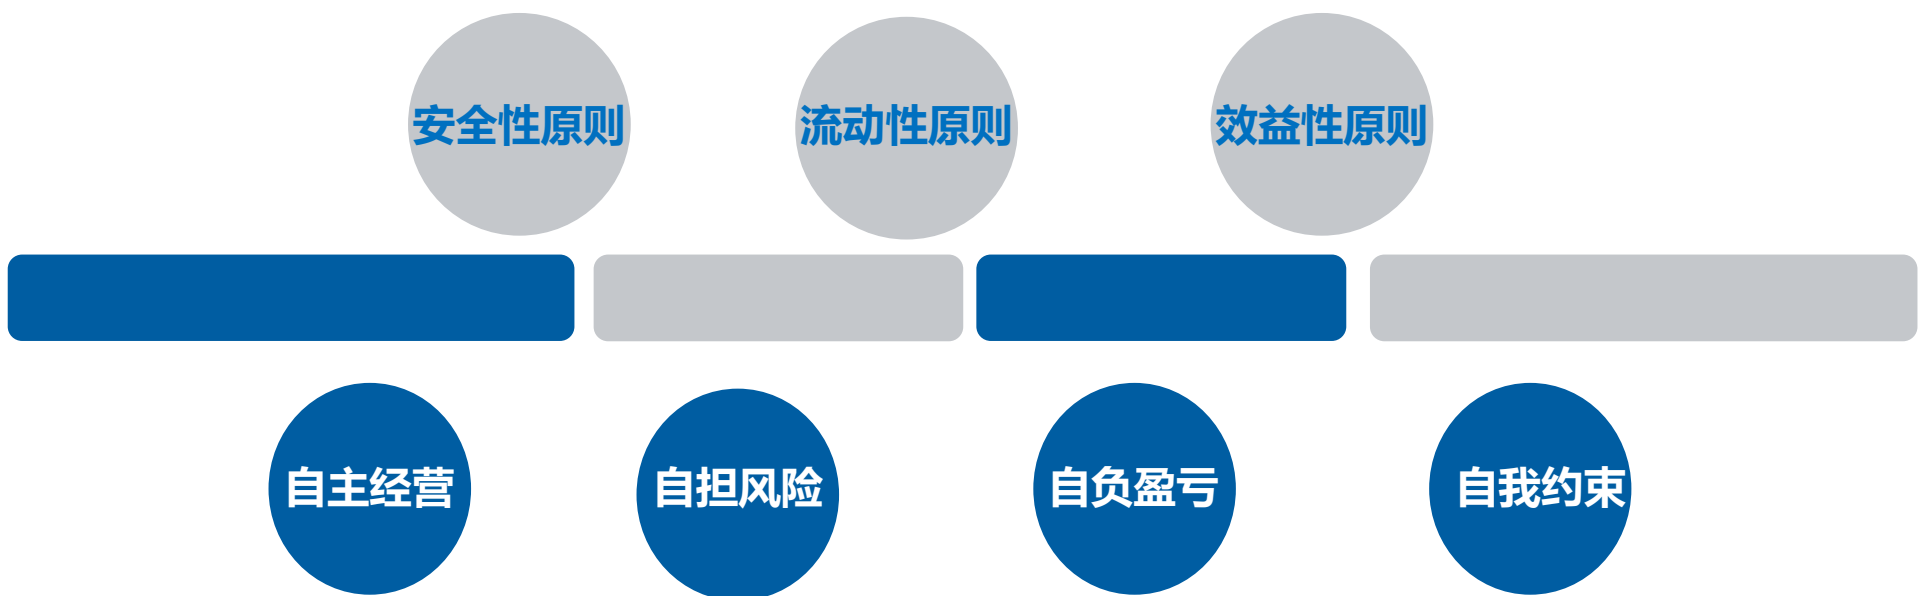 安全性原则
流动性原则
效益性原则
自主经营
自担风险
自负盈亏
自我约束